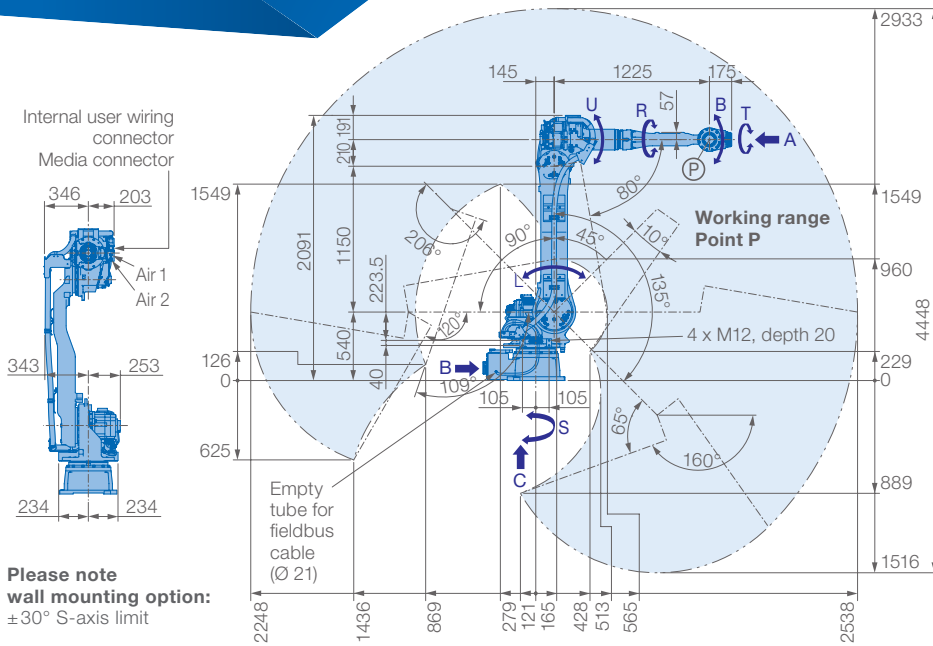 Internal user wiring
connector
Media connector
346
203
Air 1
Air 2
343
253
234
234
Please note
wall mounting option:
±30° S-axis limit
145
1225
175
2933
191
210
57
U
R
B
T
A
P
1549
2091
1150
223.5
540
40
126
0
625
206°
90°
45°
80°
10°
135°
120°
109°
L
B
105
105
S
C
65°
160°
Working range
Point P
4 x M12, depth 20
1549
960
4448
229
0
889
1516
Empty
tube for
fieldbus
cable
(Ø 21)
2248
1436
869
279
121
165
428
513
565
2538